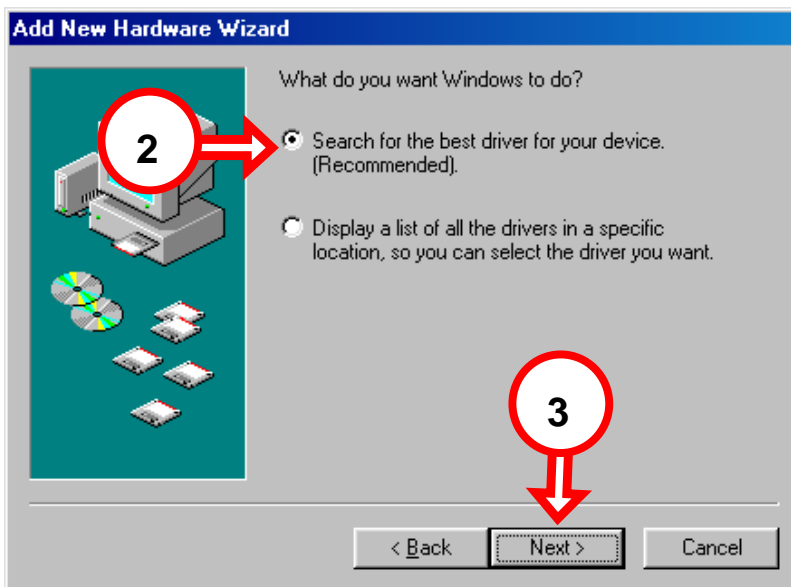 Add New Hardware Wizard
What do you want Windows to do?
2
Search for the best driver for your device.
(Recommended).
Display a list of all the drivers in a specific
location, so you can select the driver you want.
3
< Back
Next >
Cancel